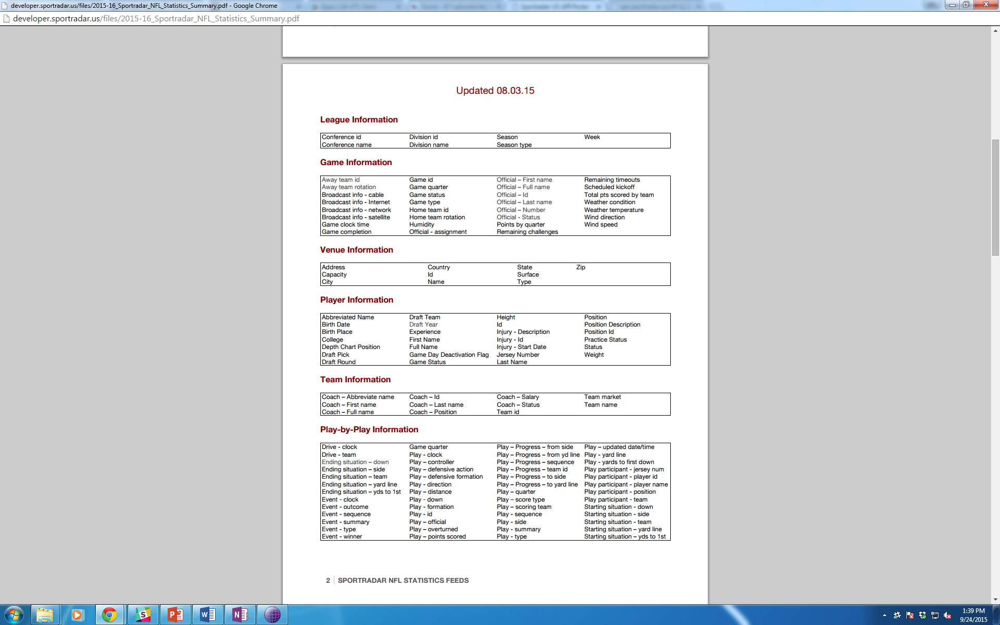 developer.sportradar.us/files/2015-16_Sportradar_NFL_Statistics_Summary.pdf - Google Chrome
developer.sportradar.us/files/2015-16_Sportradar_NFL_Statistics_Summary.pdf
Updated 08.03.15
League Information
Conference id Division id Season Week
Conference name Division name Season type
Game Information
Away team id Game id Official – First name Remaining timeouts
Away team rotation Game quarter Official – Full name Scheduled kickoff
Broadcast info - cable Game status Official – Id Total pts scored by team
Broadcast info - Internet Game type Official – Last name Weather condition
Broadcast info - network Home team id Official – Number Weather temperature
Broadcast info - satellite Home team rotation Official - Status Wind direction
Game clock time Humidity Points by quarter Wind speed
Game completion Official - assignment Remaining challenges
Venue Information
Address Country State Zip
Capacity Id Surface
City Name Type
Player Information
Abbreviated Name Draft Team Height Position
Birth Date Draft Year Id Position Description
Birth Place Experience Injury - Description Position Id
College First Name Injury - Id Practice Status
Depth Chart Position Full Name Injury - Start Date Status
Draft Pick Game Day Deactivation Flag Jersey Number Weight
Draft Round Game Status Last Name
Team Information
Coach – Abbreviate name Coach – Id Coach – Salary Team market
Coach – First name Coach – Last name Coach – Status Team name
Coach – Full name Coach – Position Team id
Play-by-Play Information
Drive - clock Game quarter Play – Progress – from side Play – updated date/time
Drive - team Play - clock Play – Progress – from yd line Play - yard line
Ending situation – down Play – controller Play – Progress – sequence Play - yards to first down
Ending situation – side Play – defensive action Play – Progress – team id Play participant - jersey num
Ending situation – team Play – defensive formation Play – Progress – to side Play participant - player id
Ending situation – yard line Play - direction Play – Progress – to yard line Play participant - player name
Ending situation – yds to 1st Play – distance Play – quarter Play participant - position
Event - clock Play - down Play – score type Play participant - team
Event - outcome Play - formation Play – scoring team Starting situation - down
Event - sequence Play - id Play - sequence Starting situation - side
Event - summary Play – official Play - side Starting situation - team
Event - type Play – overturned Play - summary Starting situation – yard line
Event - winner Play – points scored Play - type Starting situation – yds to 1st
2 SPORTRADAR NFL STATISTICS FEEDS
1:39 PM
9/24/2015